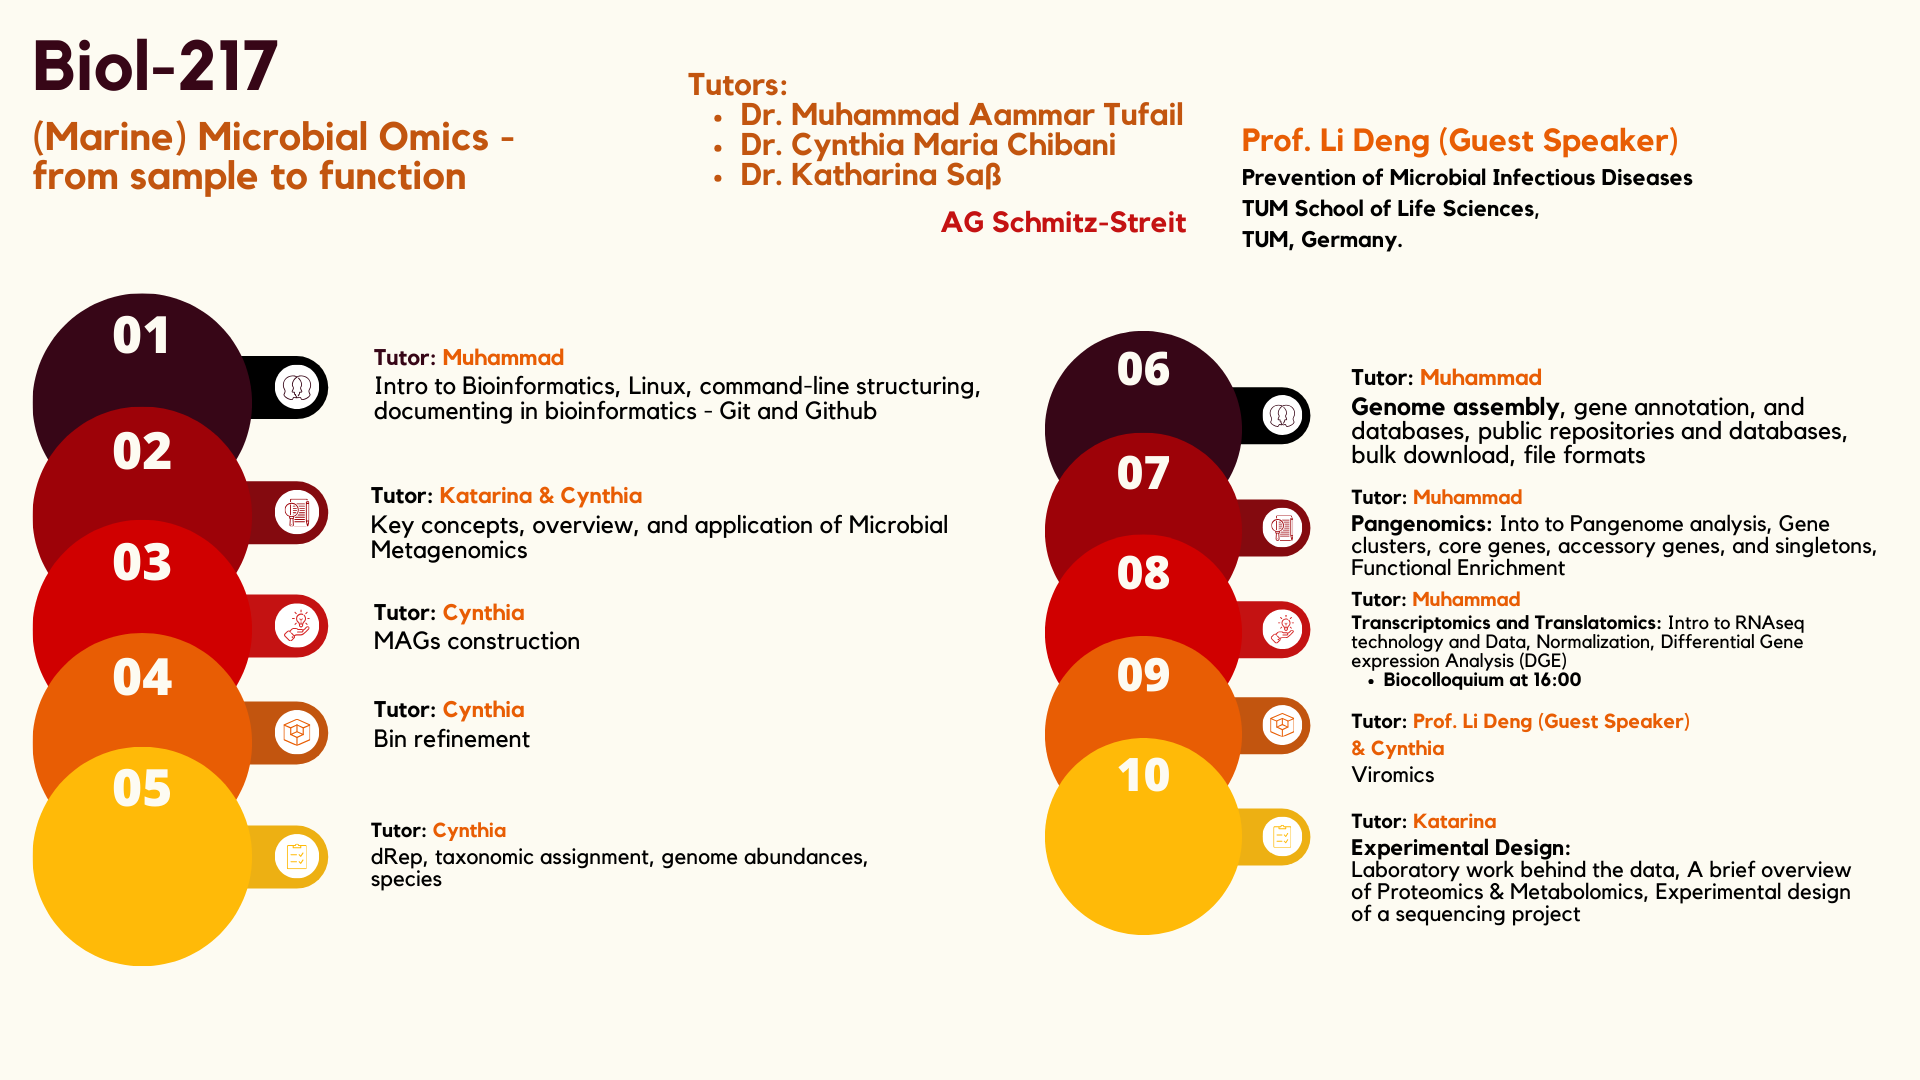 Biol-217
(Marine) Microbial Omics -
from sample to function
Tutors:
• Dr. Muhammad Aammar Tufail
• Dr. Cynthia Maria Chibani
• Dr. Katharina Saß
AG Schmitz-Streit
Prof. Li Deng (Guest Speaker)
Prevention of Microbial Infectious Diseases
TUM School of Life Sciences,
TUM, Germany.
01
Tutor: Muhammad
Intro to Bioinformatics, Linux, command-line structuring,
documenting in bioinformatics - Git and Github
02
Tutor: Katarina & Cynthia
Key concepts, overview, and application of Microbial
Metagenomics
03
Tutor: Cynthia
MAGs construction
04
Tutor: Cynthia
Bin refinement
05
Tutor: Cynthia
dRep, taxonomic assignment, genome abundances,
species
06
Tutor: Muhammad
Genome assembly, gene annotation, and
databases, public repositories and databases,
bulk download, file formats
07
Tutor: Muhammad
Pangenomics: Into to Pangenome analysis, Gene
clusters, core genes, accessory genes, and singletons,
Functional Enrichment
08
Tutor: Muhammad
Transcriptomics and Translatomics: Intro to RNAseq
technology and Data, Normalization, Differential Gene
expression Analysis (DGE)
• Biocolloquium at 16:00
09
Tutor: Prof. Li Deng (Guest Speaker)
& Cynthia
Viromics
10
Tutor: Katarina
Experimental Design:
Laboratory work behind the data, A brief overview
of Proteomics & Metabolomics, Experimental design
of a sequencing project